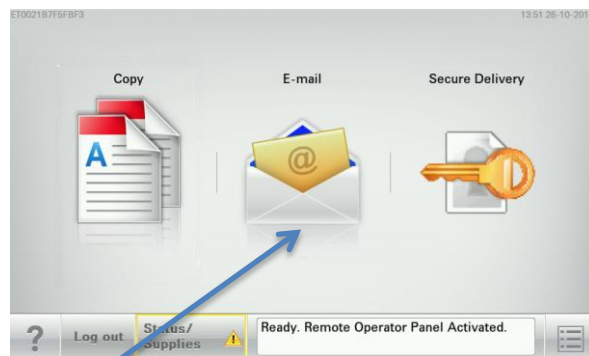 ET0021B7F5FBF3
13:51 26-10-201
Copy
E-mail
Secure Delivery
A
@
?
Log out
Status/
Supplies
Ready. Remote Operator Panel Activated.